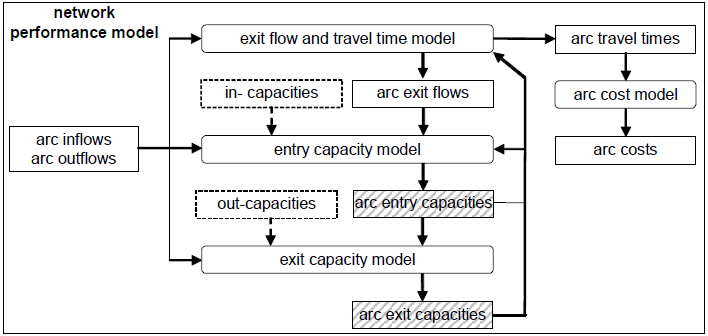 network
performance model
exit flow and travel time model
arc travel times
in- capacities
arc exit flows
arc cost model
arc inflows
arc outflows
entry capacity model
arc costs
out-capacities
arc entry capacities
exit capacity model
arc exit capacities